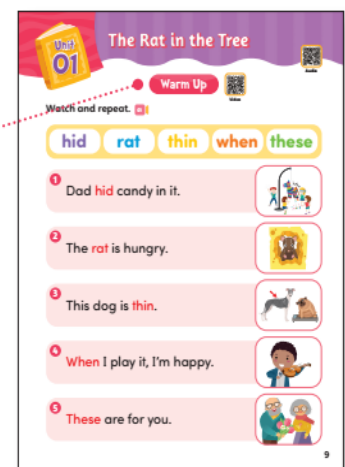 Unit
01
The Rat in the Tree
Audio
Warm Up
Video
Watch and repeat.
hid rat thin when these
1 Dad hid candy in it.
2 The rat is hungry.
3 This dog is thin.
4 When I play it, I'm happy.
5 These are for you.
9